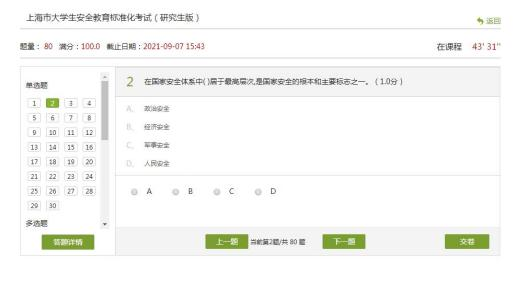 上海市大学生安全教育标准化考试（研究生版）
返回
题量：80 满分：100.0 截止日期：2021-09-07 15:43
在课程 43' 31"
单选题
1 2 3 4
5 6 7 8
9 10 11 12
13 14 15 16
17 18 19 20
21 22 23 24
25 26 27 28
29 30
多选题
答题详情
2 在国家安全体系中( )居于最高层次,是国家安全的根本和主要标志之一。（1.0分）
A、 政治安全
B、 经济安全
C、 军事安全
D、 人民安全
A B C D
上一题 当前第2题/共 80 题 下一题
交卷